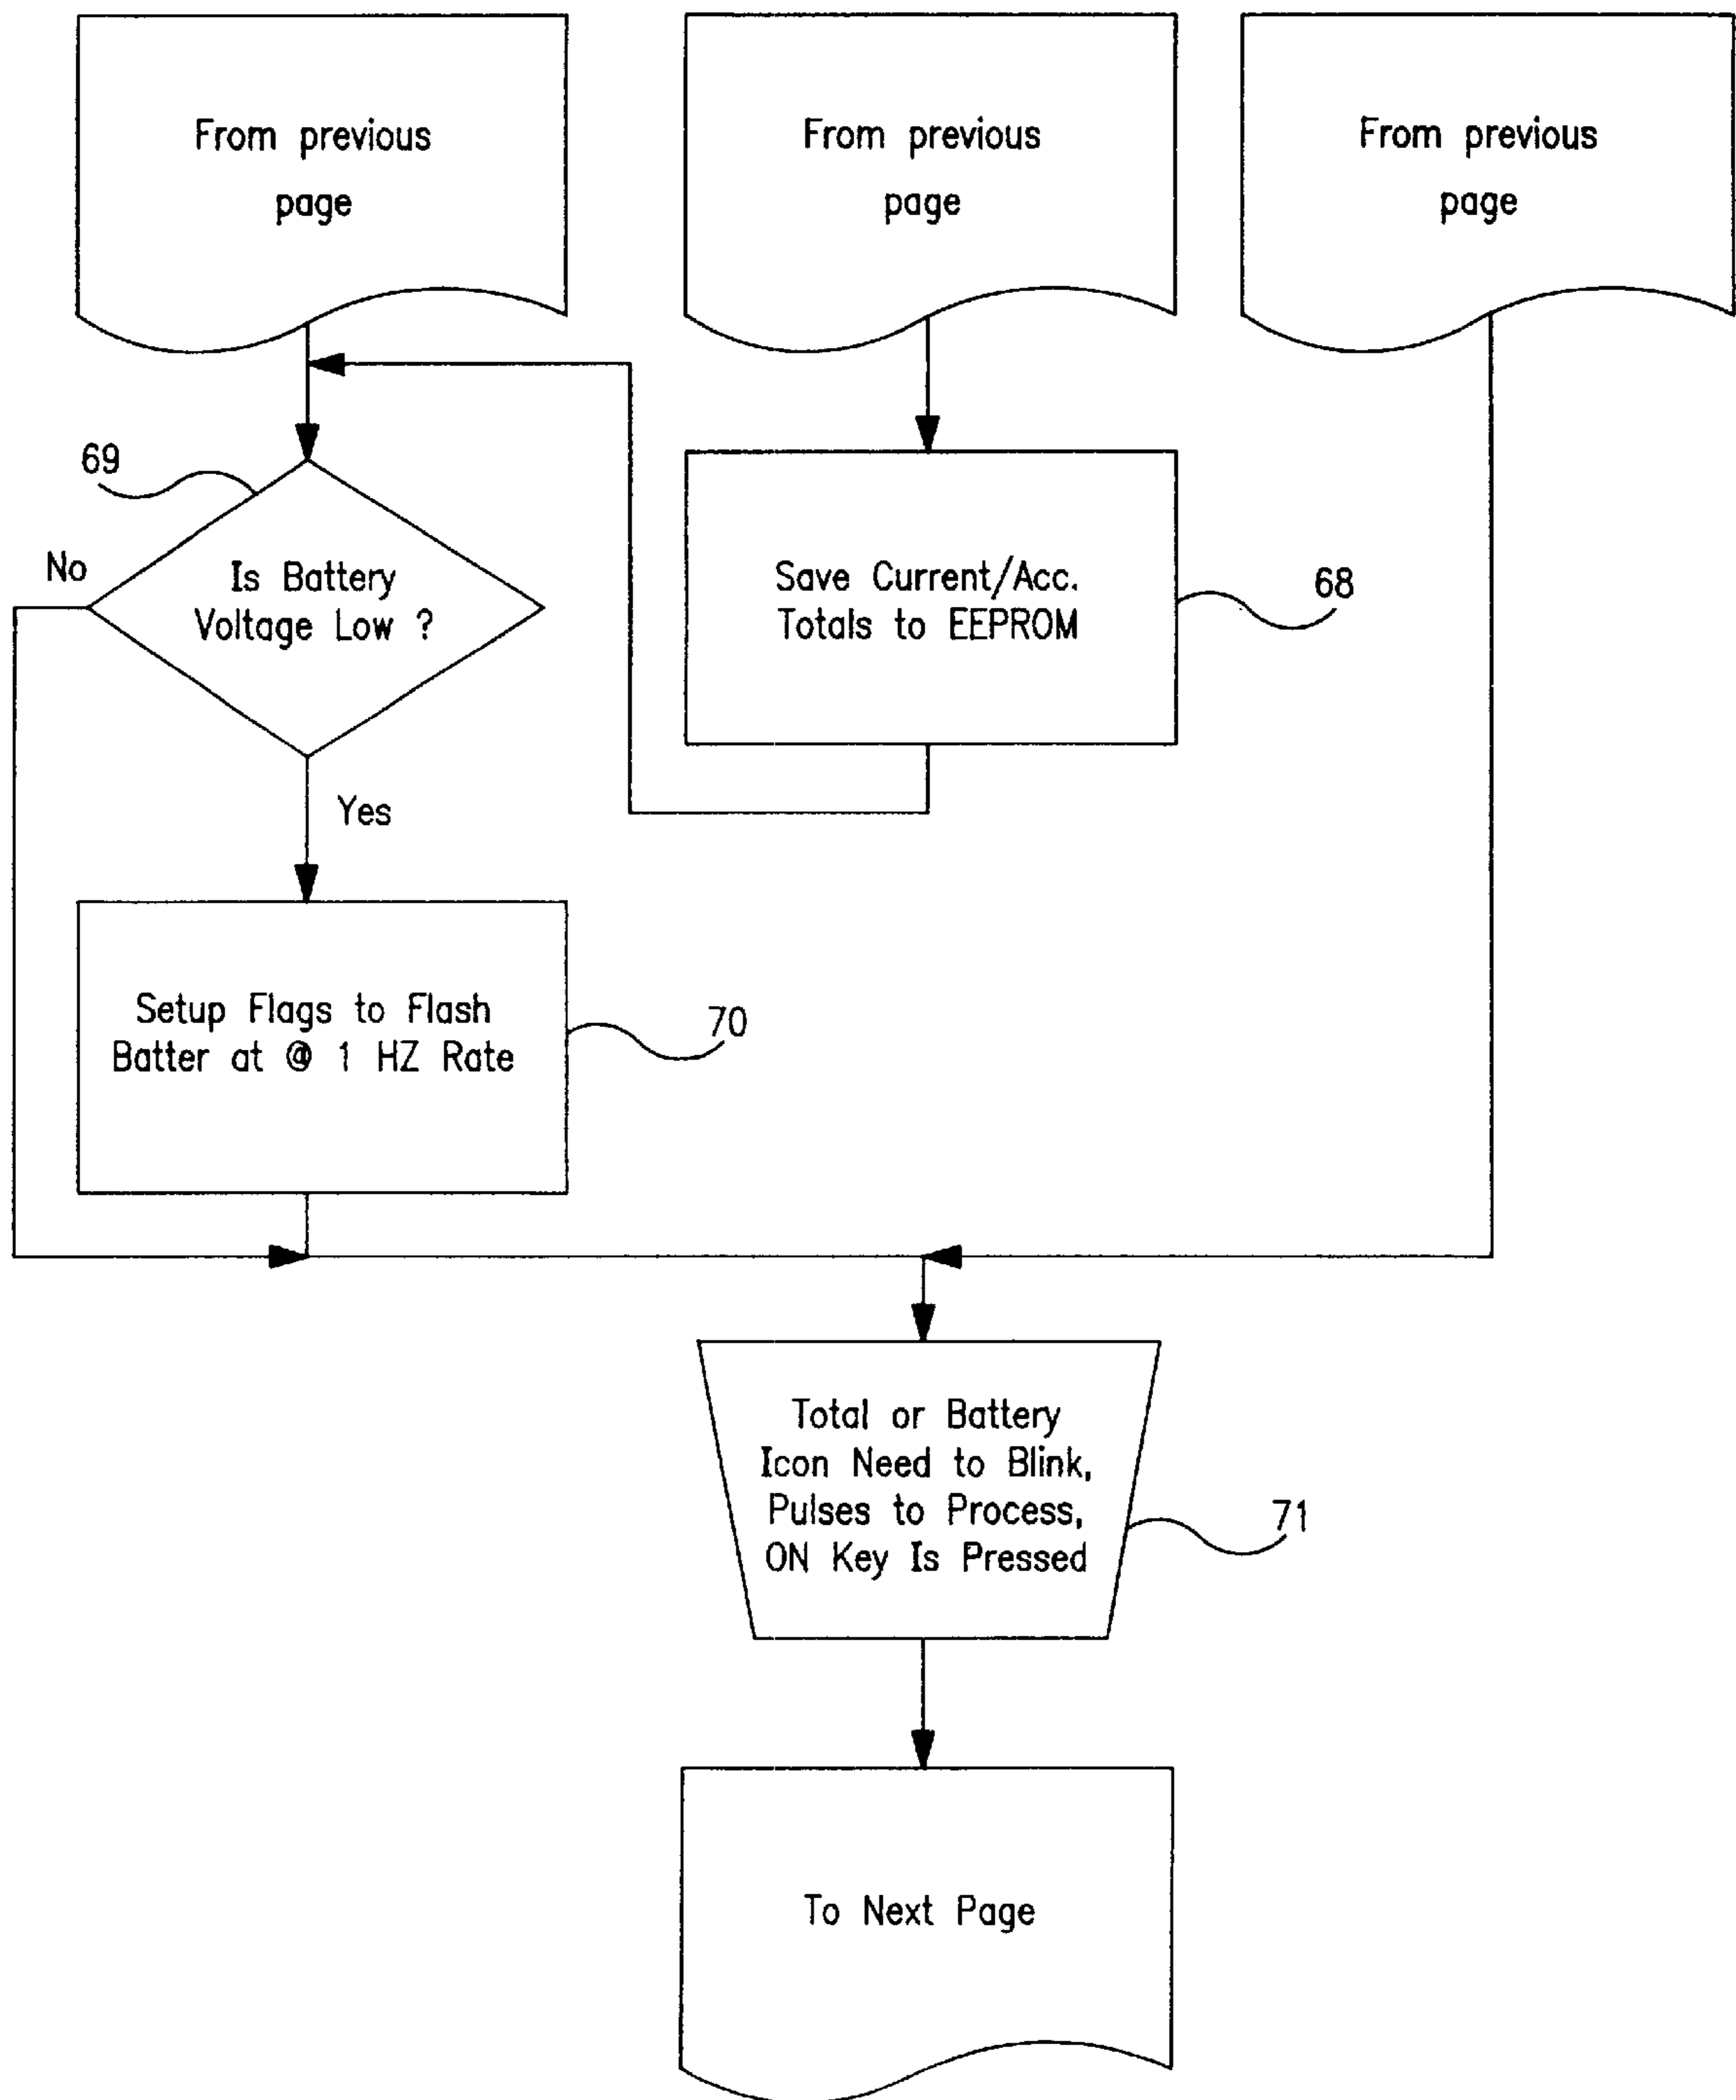 From previous
page
From previous
page
From previous
page
69
No
Is Battery
Voltage Low ?
Save Current/Acc.
Totals to EEPROM
68
Yes
Setup Flags to Flash
Batter at @ 1 HZ Rate
70
Total or Battery
Icon Need to Blink,
Pulses to Process,
ON Key Is Pressed
71
To Next Page